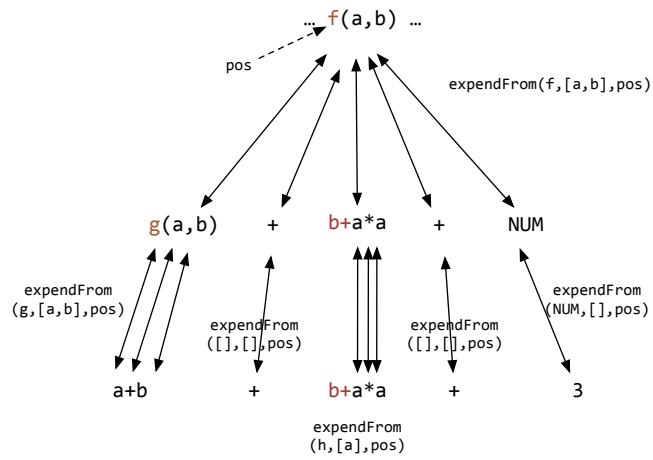 … f(a,b) …
pos
expendFrom(f,[a,b],pos)
g(a,b) + b+a*a + NUM
expendFrom
(g,[a,b],pos)
expendFrom
([],[],pos)
expendFrom
([],[],pos)
expendFrom
(NUM,[],pos)
a+b + b+a*a + 3
expendFrom
(h,[a],pos)